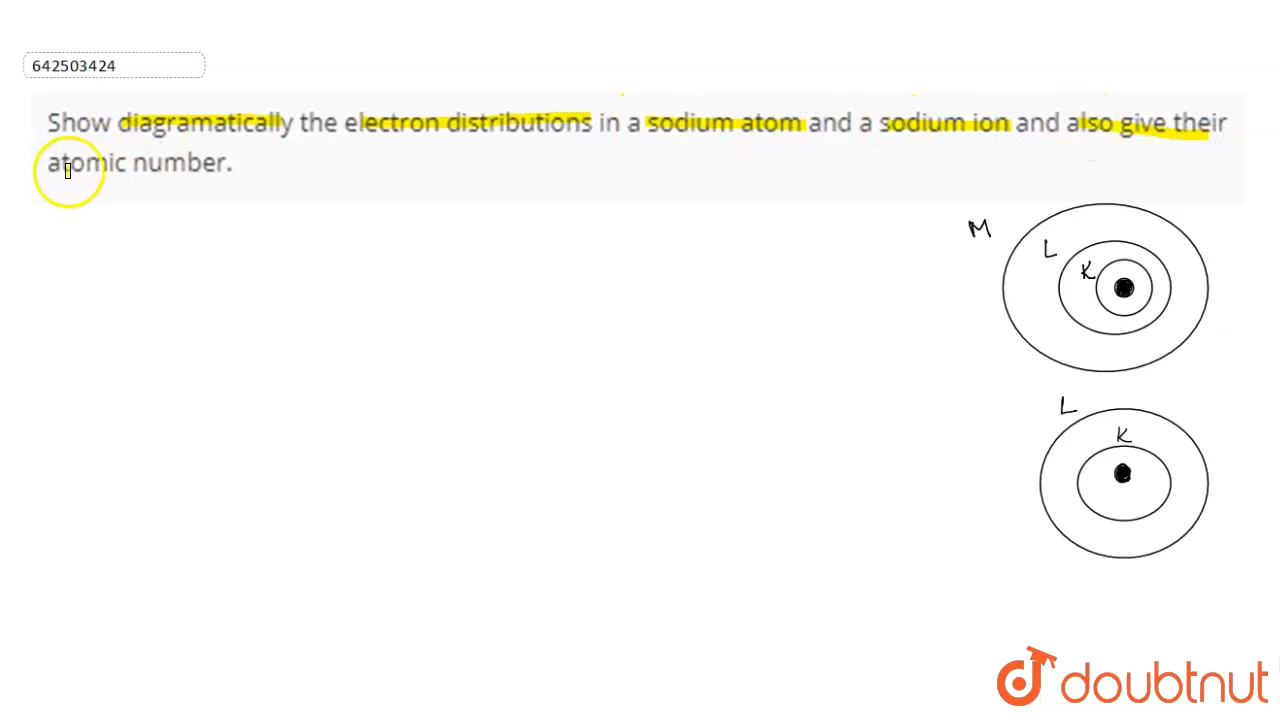 642503424
Show diagramatically the electron distributions in a sodium atom and a sodium ion and also give their
atomic number.
M
L
K
L
K
doubtnut